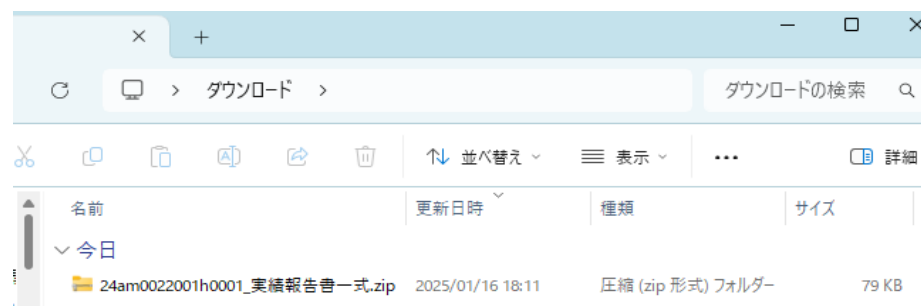 ダウンロード
ダウンロードの検索
並べ替え
表示
詳細
名前 更新日時 種類 サイズ
今日
24am0022001h0001_実績報告書一式.zip 2025/01/16 18:11 圧縮 (zip 形式) フォルダー 79 KB